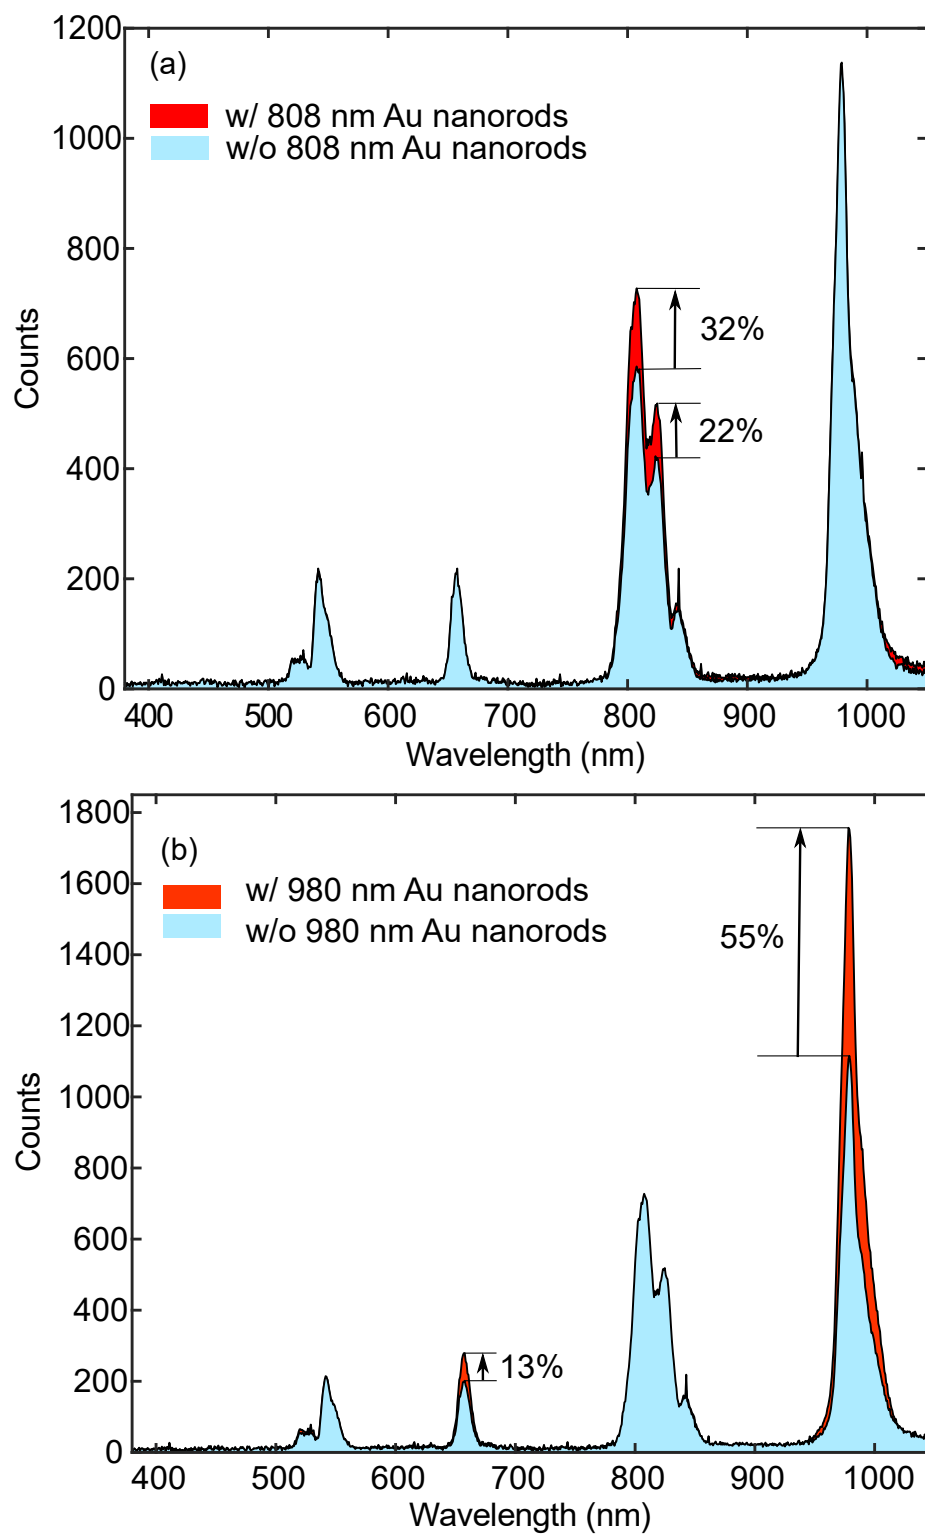 1200
(a)
w/ 808 nm Au nanorods
w/o 808 nm Au nanorods
1000
800
32%
600
22%
400
200
0
Counts
400 500 600 700 800 900 1000
Wavelength (nm)
1800
(b)
w/ 980 nm Au nanorods
w/o 980 nm Au nanorods
1600
55%
1400
1200
1000
800
600
400
13%
200
0
Counts
400 500 600 700 800 900 1000
Wavelength (nm)